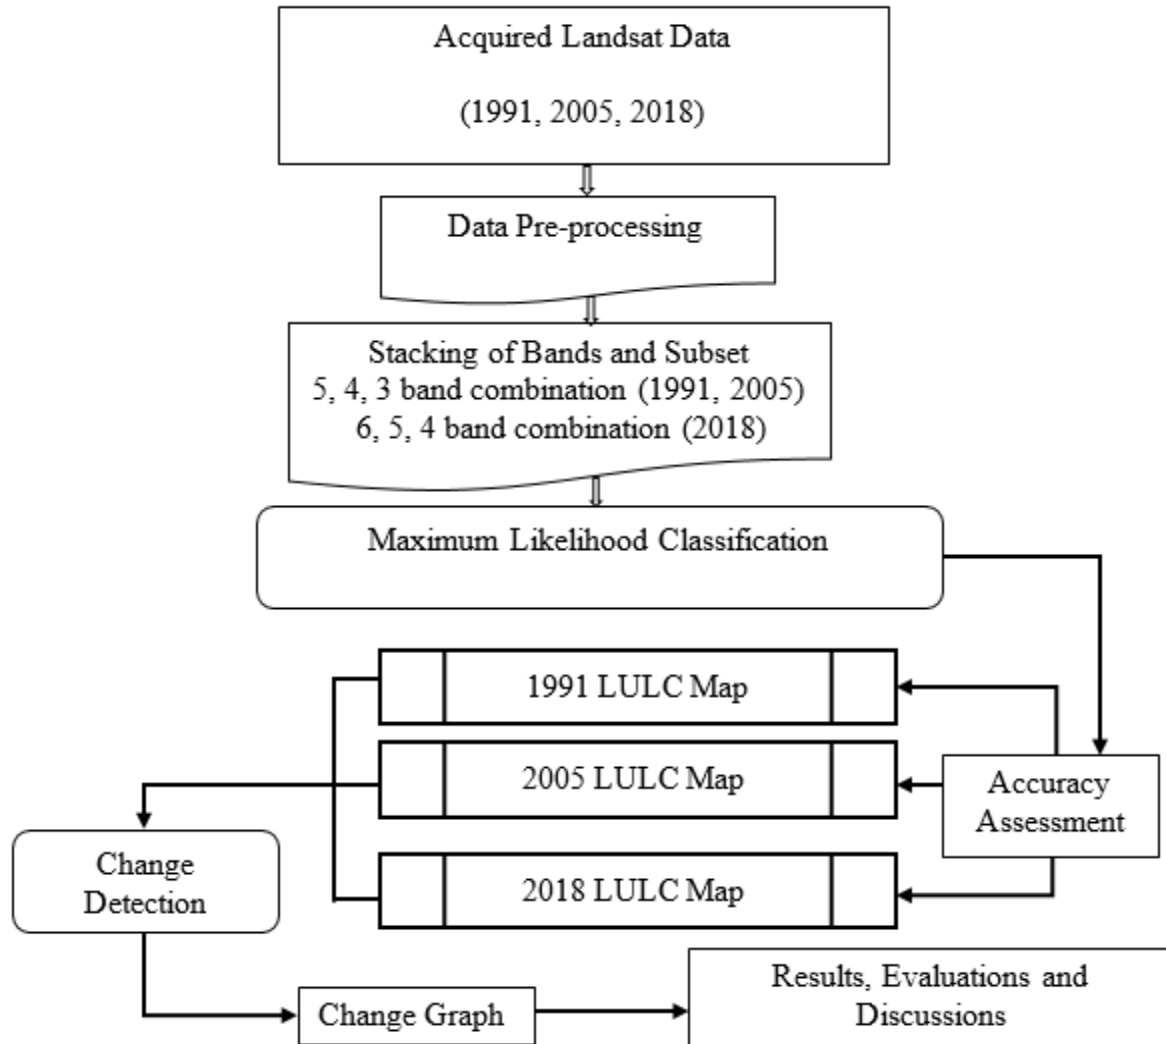 Acquired Landsat Data
(1991, 2005, 2018)
Data Pre-processing
Stacking of Bands and Subset
5, 4, 3 band combination (1991, 2005)
6, 5, 4 band combination (2018)
Maximum Likelihood Classification
1991 LULC Map
2005 LULC Map
2018 LULC Map
Accuracy
Assessment
Change
Detection
Change Graph
Results, Evaluations and
Discussions